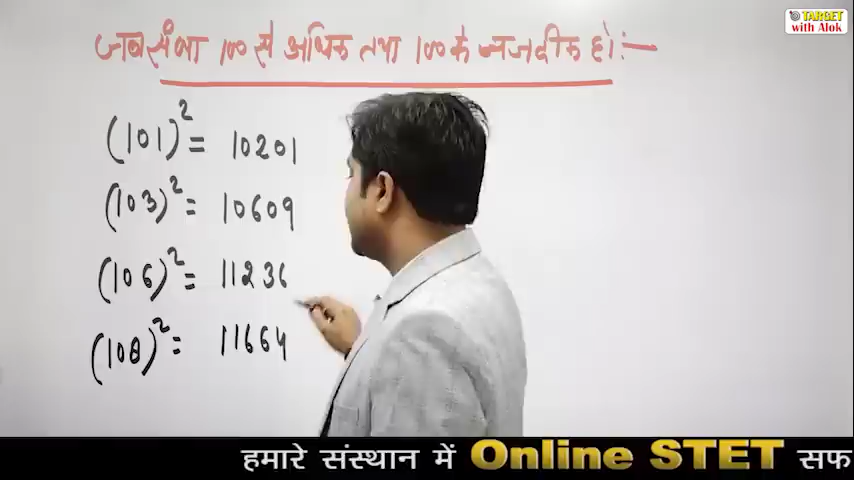 TARGET
with Alok
जब संख्या 100 से अधिक तथा 100 के नजदीक हो:—
(101)² = 10201
(103)² = 10609
(106)² = 11236
(108)² = 11664
हमारे संस्थान में Online STET सफ